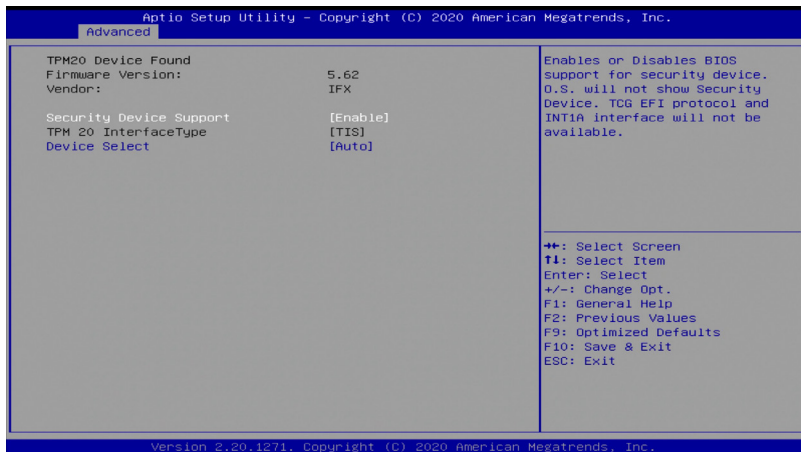 Aptio Setup Utility – Copyright (C) 2020 American Megatrends, Inc.
Advanced
TPM20 Device Found
Firmware Version: 5.62
Vendor: IFX
Security Device Support [Enable]
TPM 20 InterfaceType [TIS]
Device Select [Auto]
Enables or Disables BIOS
support for security device.
O.S. will not show Security
Device. TCG EFI protocol and
INT1A interface will not be
available.
→←: Select Screen
↑↓: Select Item
Enter: Select
+/-: Change Opt.
F1: General Help
F2: Previous Values
F9: Optimized Defaults
F10: Save & Exit
ESC: Exit
Version 2.20.1271. Copyright (C) 2020 American Megatrends, Inc.